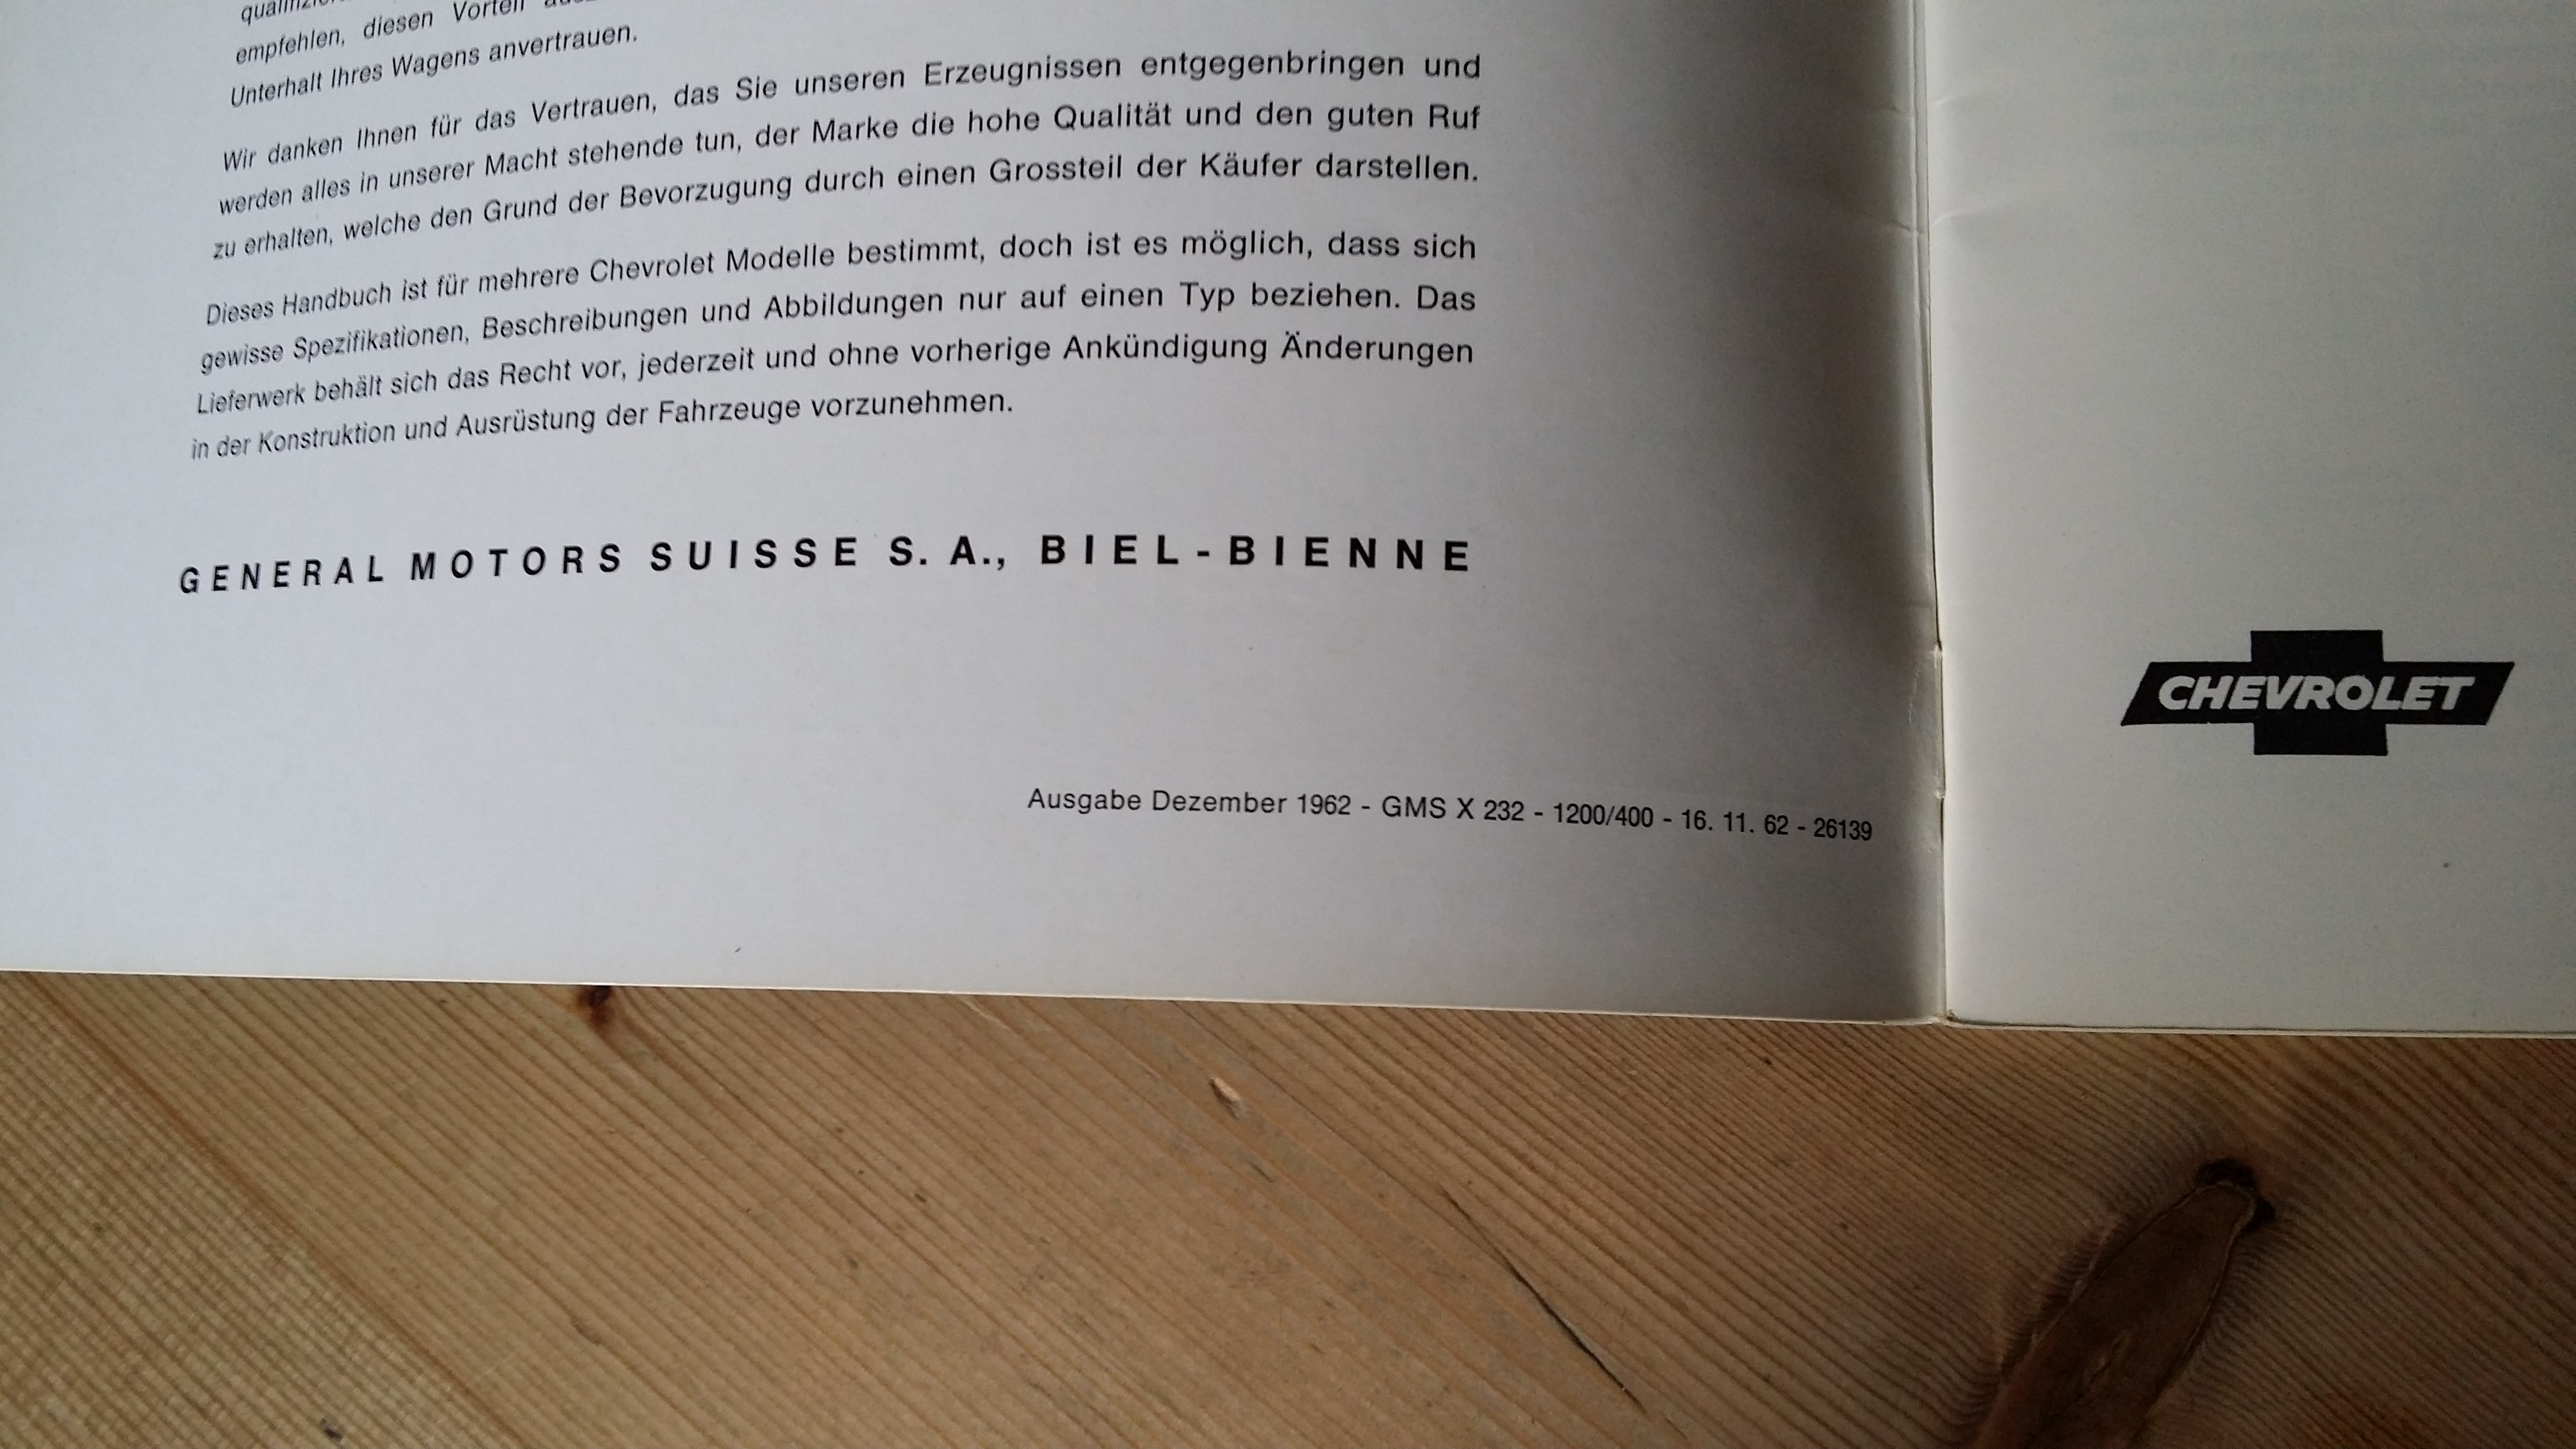 empfehlen, diesen Vorteil
Unterhalt Ihres Wagens anvertrauen.
Wir danken Ihnen für das Vertrauen, das Sie unseren Erzeugnissen entgegenbringen und
werden alles in unserer Macht stehende tun, der Marke die hohe Qualität und den guten Ruf
zu erhalten, welche den Grund der Bevorzugung durch einen Grossteil der Käufer darstellen.
Dieses Handbuch ist für mehrere Chevrolet Modelle bestimmt, doch ist es möglich, dass sich
gewisse Spezifikationen, Beschreibungen und Abbildungen nur auf einen Typ beziehen. Das
Lieferwerk behält sich das Recht vor, jederzeit und ohne vorherige Ankündigung Änderungen
in der Konstruktion und Ausrüstung der Fahrzeuge vorzunehmen.
GENERAL MOTORS SUISSE S. A., BIEL-BIENNE
Ausgabe Dezember 1962 - GMS X 232 - 1200/400 - 16. 11. 62 - 26139
CHEVROLET